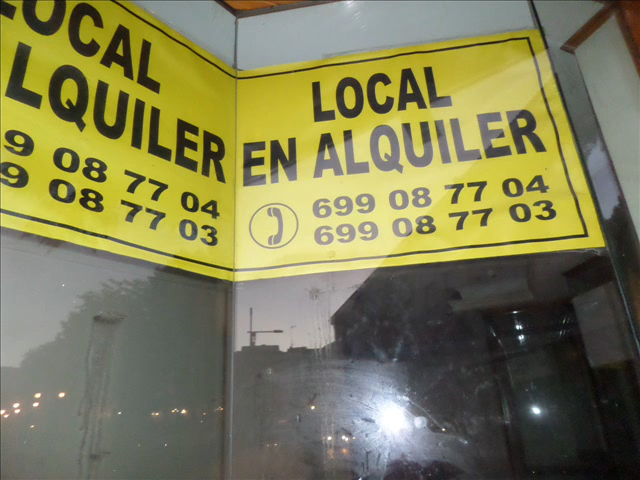 LOCAL
ALQUILER
9 08 77 04
9 08 77 03
LOCAL
EN ALQUILER
699 08 77 04
699 08 77 03